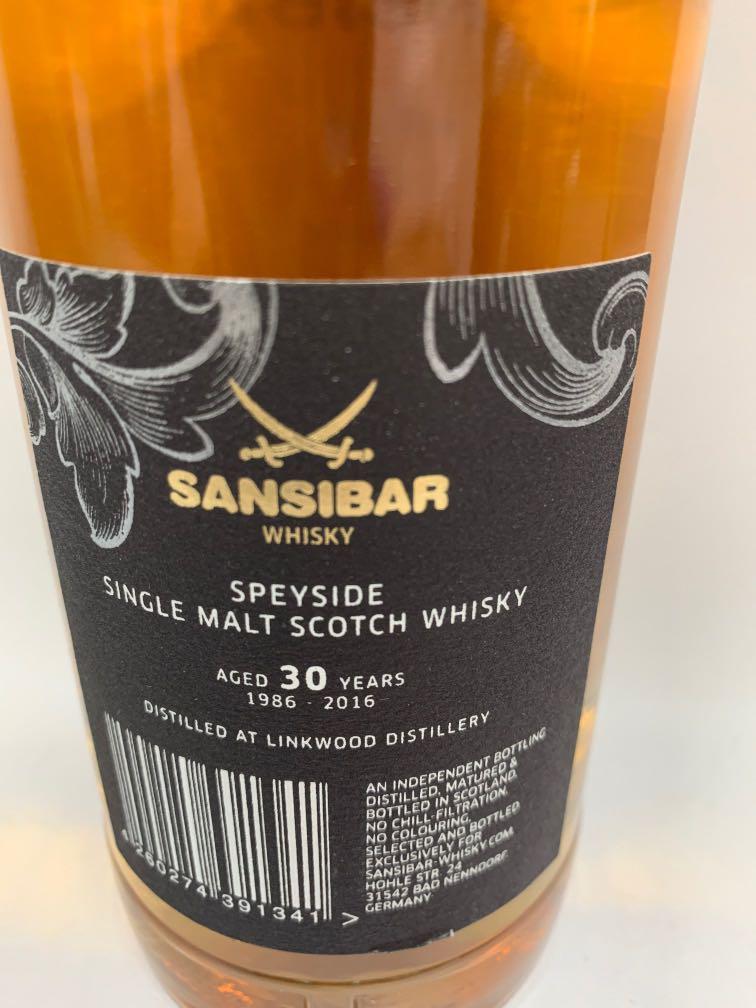 SANSIBAR
WHISKY
SPEYSIDE
SINGLE MALT SCOTCH WHISKY
AGED 30 YEARS
1986 - 2016
DISTILLED AT LINKWOOD DISTILLERY
AN INDEPENDENT BOTTLING
DISTILLED, MATURED &
BOTTLED IN SCOTLAND.
NO CHILL-FILTRATION.
NO COLOURING.
SELECTED AND BOTTLED
EXCLUSIVELY FOR
SANSIBAR-WHISKY.COM
HOHLE STR. 24
31542 BAD NENNDORF
GERMANY
4 260274 391341 >